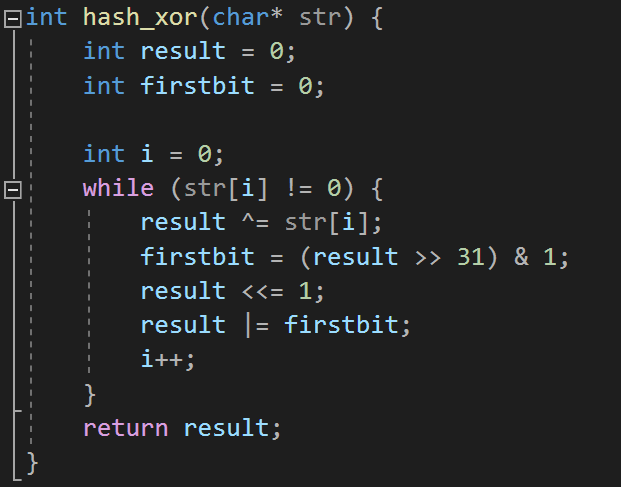 int hash_xor(char* str) {
    int result = 0;
    int firstbit = 0;

    int i = 0;
    while (str[i] != 0) {
        result ^= str[i];
        firstbit = (result >> 31) & 1;
        result <<= 1;
        result |= firstbit;
        i++;
    }
    return result;
}